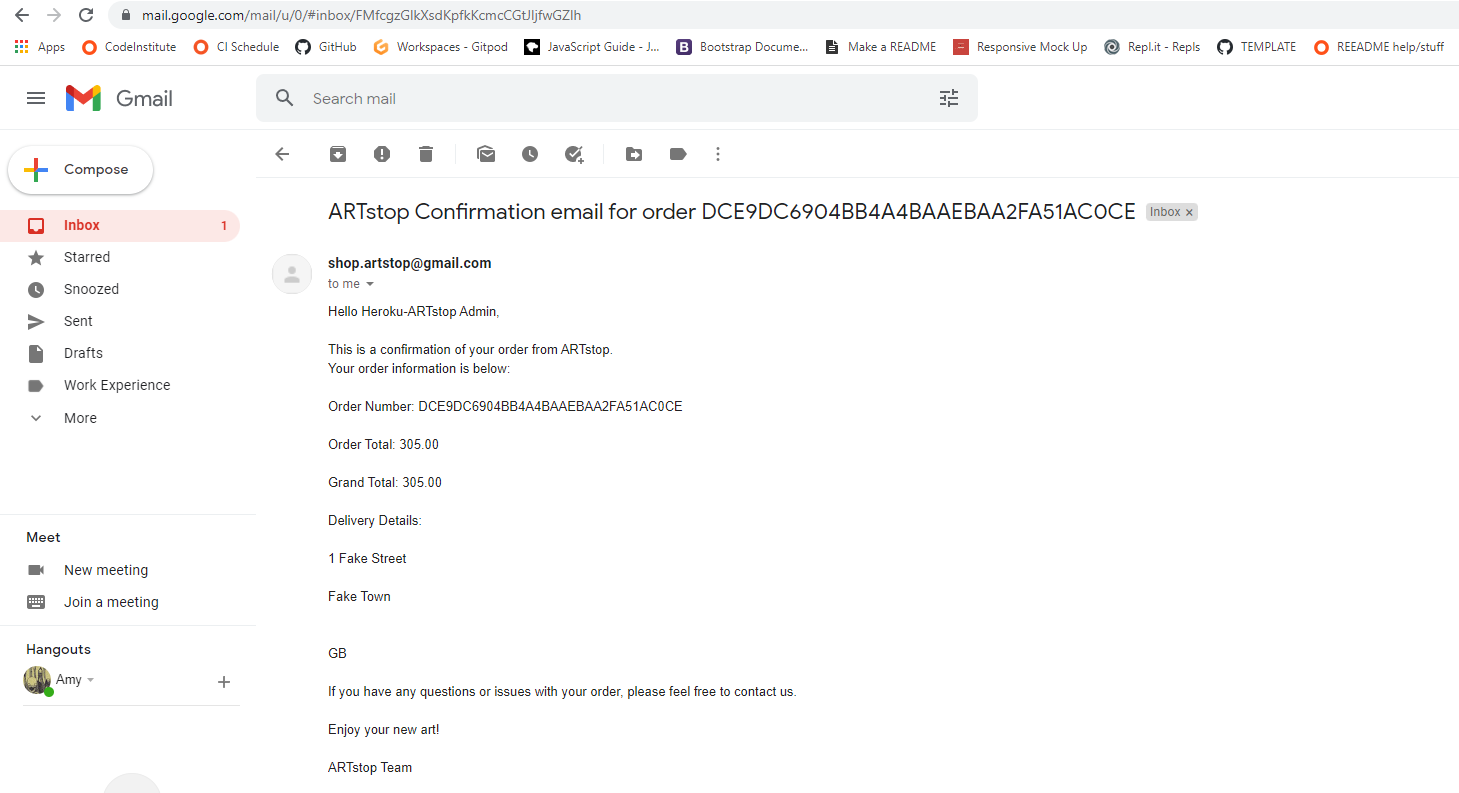 mail.google.com/mail/u/0/#inbox/FMfcgzGlkXsdKpfkKcmcCGtJljfwGZlh
Apps CodeInstitute CI Schedule GitHub Workspaces - Gitpod JavaScript Guide - J... Bootstrap Docume... Make a README Responsive Mock Up Repl.it - Repls TEMPLATE REEADME help/stuff
Gmail Search mail
Compose
Inbox 1
Starred
Snoozed
Sent
Drafts
Work Experience
More
Meet
New meeting
Join a meeting
Hangouts
Amy
ARTstop Confirmation email for order DCE9DC6904BB4A4BAAEBAA2FA51AC0CE Inbox x
shop.artstop@gmail.com
to me
Hello Heroku-ARTstop Admin,
This is a confirmation of your order from ARTstop.
Your order information is below:
Order Number: DCE9DC6904BB4A4BAAEBAA2FA51AC0CE
Order Total: 305.00
Grand Total: 305.00
Delivery Details:
1 Fake Street
Fake Town
GB
If you have any questions or issues with your order, please feel free to contact us.
Enjoy your new art!
ARTstop Team